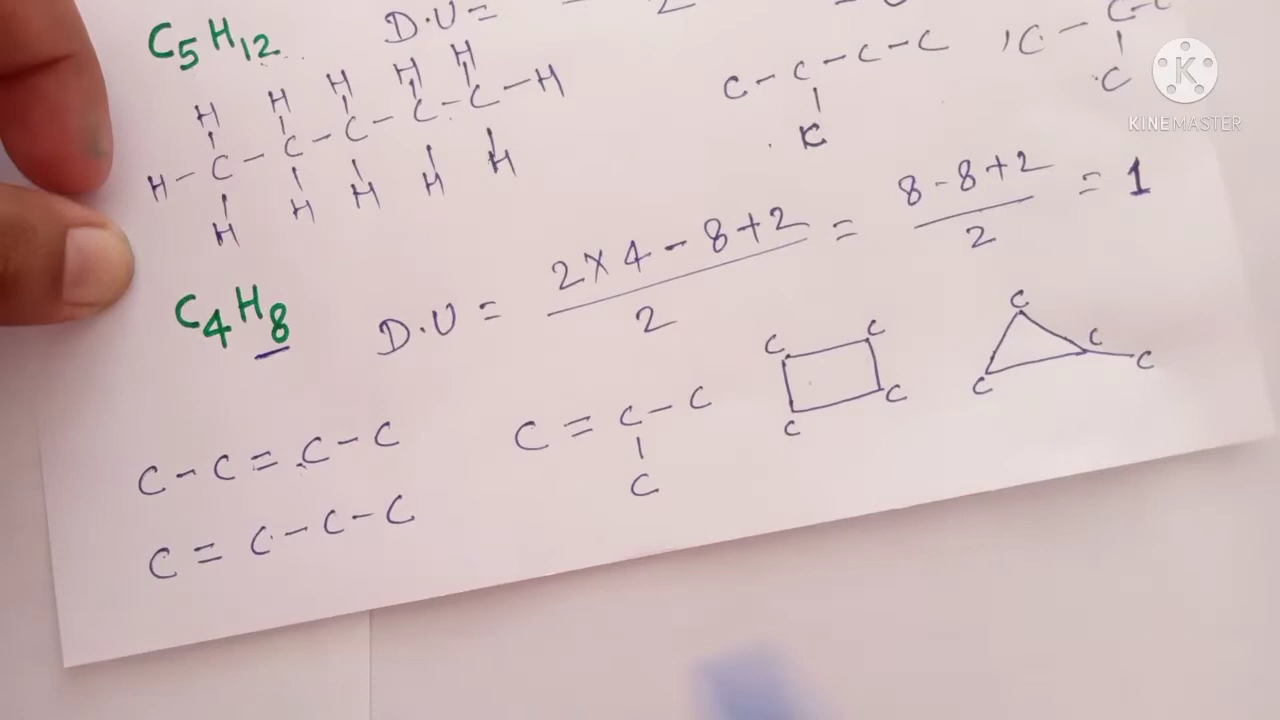 C5H12 D.U =
2
C-C
H H H H H
C-C-C-C , C-C
H-C-C-C-C-C-H
C C
H H H H H
KINEMASTER
C4H8 D.U = 2×4-8+2/2 = 8-8+2/2 = 1
C-C=C-C
C=C-C-C
C=C-C
C
C C
C C
C
C C-C